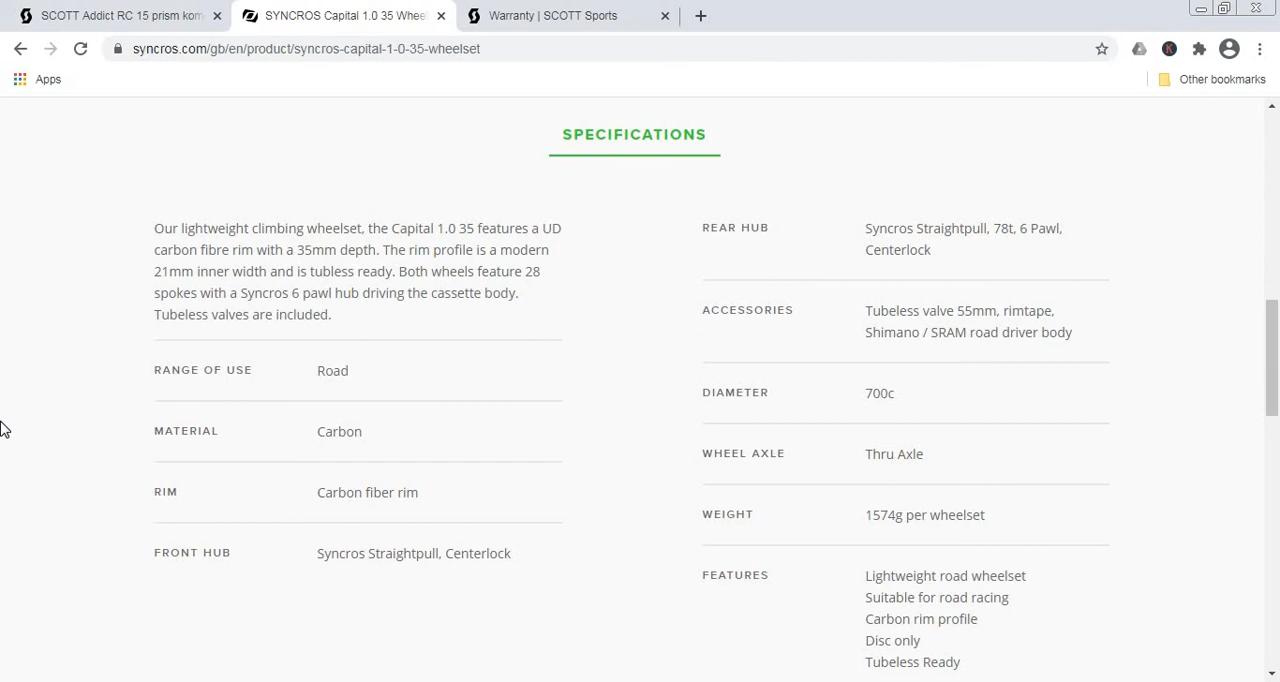 SCOTT Addict RC 15 prism kom
SYNCROS Capital 1.0 35 Whee
Warranty | SCOTT Sports
syncros.com/gb/en/product/syncros-capital-1-0-35-wheelset
K
Apps
Other bookmarks
SPECIFICATIONS
Our lightweight climbing wheelset, the Capital 1.0 35 features a UD
carbon fibre rim with a 35mm depth. The rim profile is a modern
21mm inner width and is tubless ready. Both wheels feature 28
spokes with a Syncros 6 pawl hub driving the cassette body.
Tubeless valves are included.
RANGE OF USE Road
MATERIAL Carbon
RIM Carbon fiber rim
FRONT HUB Syncros Straightpull, Centerlock
REAR HUB Syncros Straightpull, 78t, 6 Pawl,
Centerlock
ACCESSORIES Tubeless valve 55mm, rimtape,
Shimano / SRAM road driver body
DIAMETER 700c
WHEEL AXLE Thru Axle
WEIGHT 1574g per wheelset
FEATURES Lightweight road wheelset
Suitable for road racing
Carbon rim profile
Disc only
Tubeless Ready